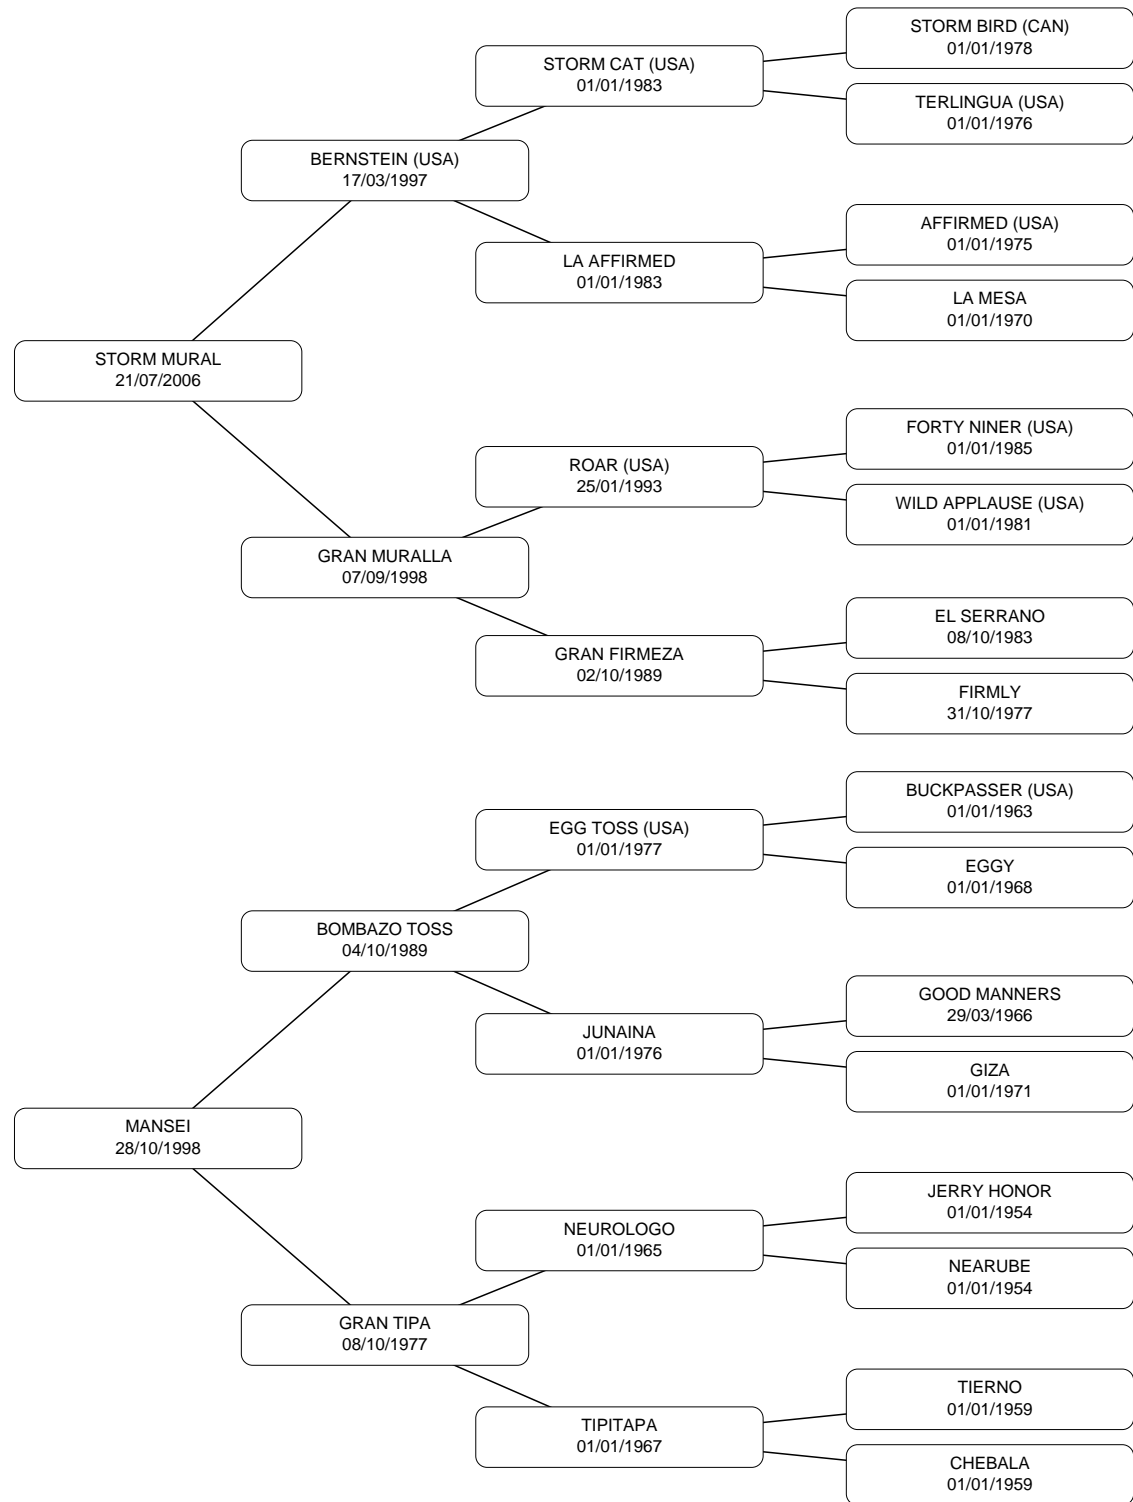 STORM BIRD (CAN)
01/01/1978
STORM CAT (USA)
01/01/1983
TERLINGUA (USA)
01/01/1976
BERNSTEIN (USA)
17/03/1997
AFFIRMED (USA)
01/01/1975
LA AFFIRMED
01/01/1983
LA MESA
01/01/1970
STORM MURAL
21/07/2006
FORTY NINER (USA)
01/01/1985
ROAR (USA)
25/01/1993
WILD APPLAUSE (USA)
01/01/1981
GRAN MURALLA
07/09/1998
EL SERRANO
08/10/1983
GRAN FIRMEZA
02/10/1989
FIRMLY
31/10/1977
BUCKPASSER (USA)
01/01/1963
EGG TOSS (USA)
01/01/1977
EGGY
01/01/1968
BOMBAZO TOSS
04/10/1989
GOOD MANNERS
29/03/1966
JUNAINA
01/01/1976
GIZA
01/01/1971
MANSEI
28/10/1998
JERRY HONOR
01/01/1954
NEUROLOGO
01/01/1965
NEARUBE
01/01/1954
GRAN TIPA
08/10/1977
TIERNO
01/01/1959
TIPITAPA
01/01/1967
CHEBALA
01/01/1959